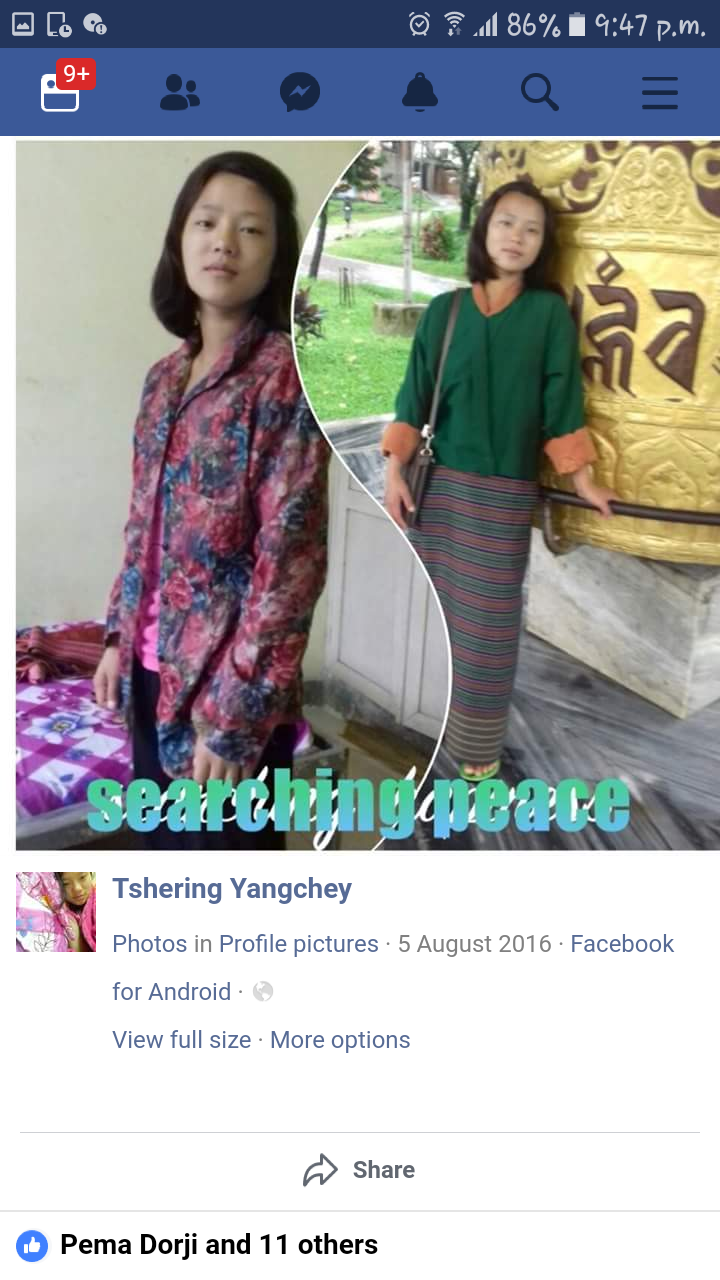 86% 9:47 p.m.
9+
searching peace
Tshering Yangchey
Photos in Profile pictures · 5 August 2016 · Facebook
for Android ·
View full size · More options
Share
Pema Dorji and 11 others